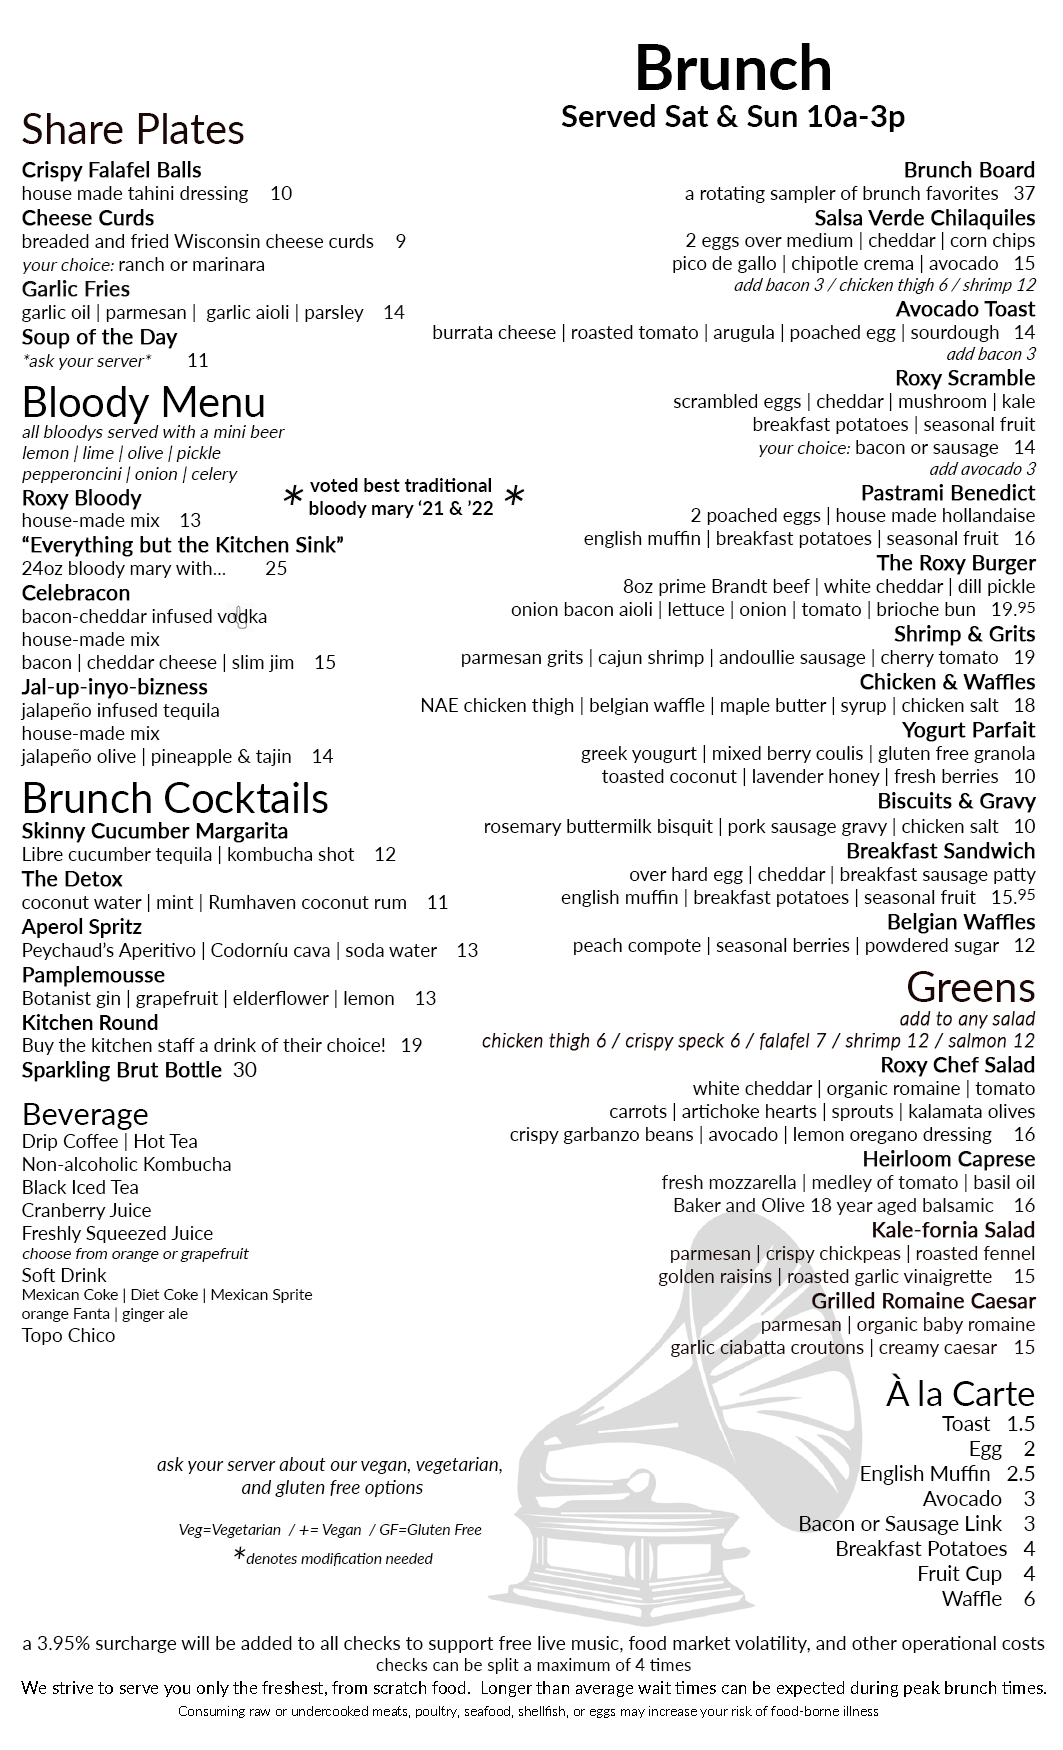 Share Plates
Crispy Falafel Balls
house made tahini dressing 10
Cheese Curds
breaded and fried Wisconsin cheese curds 9
your choice: ranch or marinara
Garlic Fries
garlic oil | parmesan | garlic aioli | parsley 14
Soup of the Day
*ask your server* 11
Bloody Menu
all bloodys served with a mini beer
lemon | lime | olive | pickle
pepperoncini | onion | celery
Roxy Bloody
house-made mix 13
* voted best traditional *
bloody mary ‘21 & ’22
“Everything but the Kitchen Sink”
24oz bloody mary with... 25
Celebracon
bacon-cheddar infused vodka
house-made mix
bacon | cheddar cheese | slim jim 15
Jal-up-inyo-bizness
jalapeño infused tequila
house-made mix
jalapeño olive | pineapple & tajin 14
Brunch Cocktails
Skinny Cucumber Margarita
Libre cucumber tequila | kombucha shot 12
The Detox
coconut water | mint | Rumhaven coconut rum 11
Aperol Spritz
Peychaud’s Aperitivo | Codorníu cava | soda water 13
Pamplemousse
Botanist gin | grapefruit | elderflower | lemon 13
Kitchen Round
Buy the kitchen staff a drink of their choice! 19
Sparkling Brut Bottle 30
Beverage
Drip Coffee | Hot Tea
Non-alcoholic Kombucha
Black Iced Tea
Cranberry Juice
Freshly Squeezed Juice
choose from orange or grapefruit
Soft Drink
Mexican Coke | Diet Coke | Mexican Sprite
orange Fanta | ginger ale
Topo Chico
ask your server about our vegan, vegetarian,
and gluten free options
Veg=Vegetarian / += Vegan / GF=Gluten Free
*denotes modification needed
Brunch
Served Sat & Sun 10a-3p
Brunch Board
a rotating sampler of brunch favorites 37
Salsa Verde Chilaquiles
2 eggs over medium | cheddar | corn chips
pico de gallo | chipotle crema | avocado 15
add bacon 3 / chicken thigh 6 / shrimp 12
Avocado Toast
burrata cheese | roasted tomato | arugula | poached egg | sourdough 14
add bacon 3
Roxy Scramble
scrambled eggs | cheddar | mushroom | kale
breakfast potatoes | seasonal fruit
your choice: bacon or sausage 14
add avocado 3
Pastrami Benedict
2 poached eggs | house made hollandaise
english muffin | breakfast potatoes | seasonal fruit 16
The Roxy Burger
8oz prime Brandt beef | white cheddar | dill pickle
onion bacon aioli | lettuce | onion | tomato | brioche bun 19.95
Shrimp & Grits
parmesan grits | cajun shrimp | andoullie sausage | cherry tomato 19
Chicken & Waffles
NAE chicken thigh | belgian waffle | maple butter | syrup | chicken salt 18
Yogurt Parfait
greek yougurt | mixed berry coulis | gluten free granola
toasted coconut | lavender honey | fresh berries 10
Biscuits & Gravy
rosemary buttermilk bisquit | pork sausage gravy | chicken salt 10
Breakfast Sandwich
over hard egg | cheddar | breakfast sausage patty
english muffin | breakfast potatoes | seasonal fruit 15.95
Belgian Waffles
peach compote | seasonal berries | powdered sugar 12
Greens
add to any salad
chicken thigh 6 / crispy speck 6 / falafel 7 / shrimp 12 / salmon 12
Roxy Chef Salad
white cheddar | organic romaine | tomato
carrots | artichoke hearts | sprouts | kalamata olives
crispy garbanzo beans | avocado | lemon oregano dressing 16
Heirloom Caprese
fresh mozzarella | medley of tomato | basil oil
Baker and Olive 18 year aged balsamic 16
Kale-fornia Salad
parmesan | crispy chickpeas | roasted fennel
golden raisins | roasted garlic vinaigrette 15
Grilled Romaine Caesar
parmesan | organic baby romaine
garlic ciabatta croutons | creamy caesar 15
À la Carte
Toast 1.5
Egg 2
English Muffin 2.5
Avocado 3
Bacon or Sausage Link 3
Breakfast Potatoes 4
Fruit Cup 4
Waffle 6
a 3.95% surcharge will be added to all checks to support free live music, food market volatility, and other operational costs
checks can be split a maximum of 4 times
We strive to serve you only the freshest, from scratch food. Longer than average wait times can be expected during peak brunch times.
Consuming raw or undercooked meats, poultry, seafood, shellfish, or eggs may increase your risk of food-borne illness